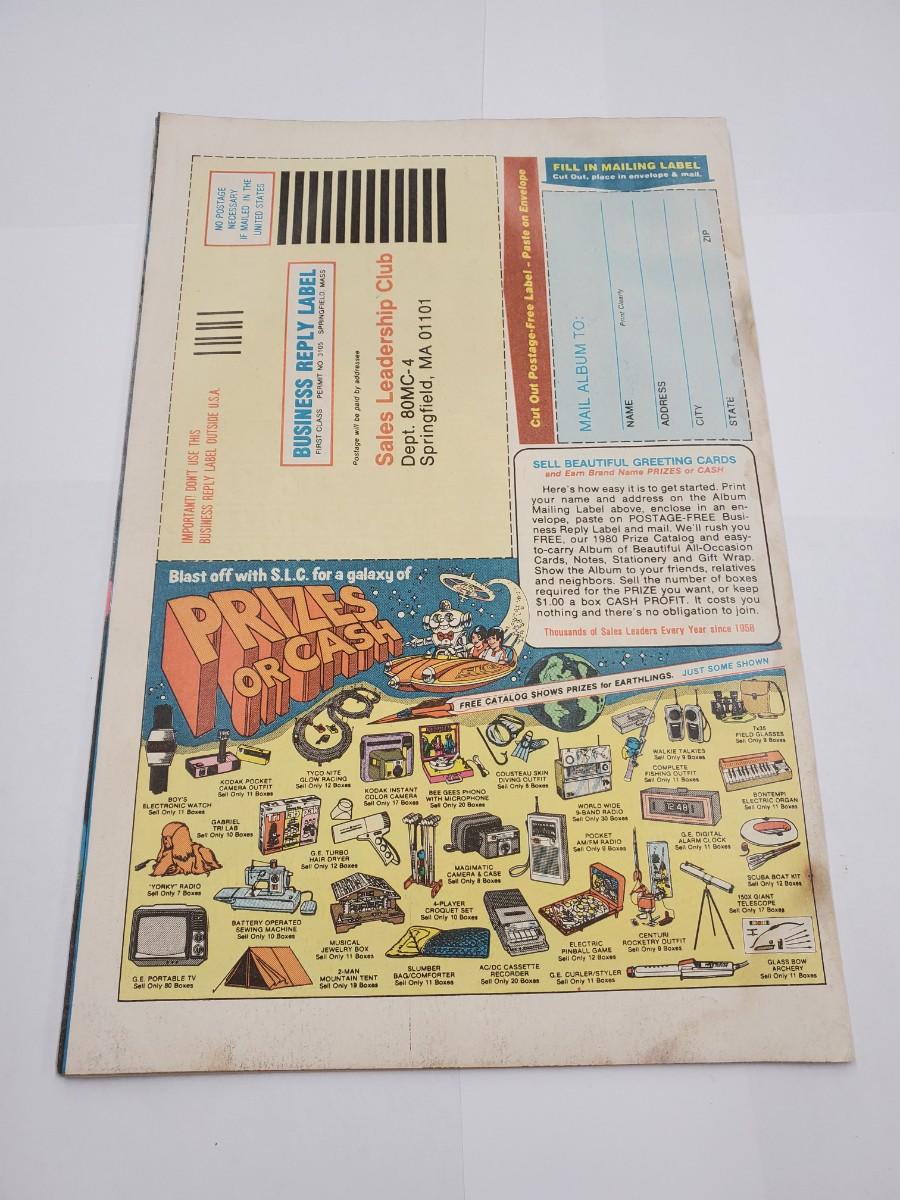 NO POSTAGE
NECESSARY
IF MAILED IN THE
UNITED STATES
IMPORTANT! DON'T USE THIS
BUSINESS REPLY LABEL OUTSIDE U.S.A.
BUSINESS REPLY LABEL
FIRST CLASS PERMIT NO. 3105 SPRINGFIELD, MASS
Postage will be paid by addressee
Sales Leadership Club
Dept. 80MC-4
Springfield, MA 01101
Cut Out Postage-Free Label – Paste on Envelope
FILL IN MAILING LABEL
Cut Out, place in envelope & mail.
MAIL ALBUM TO:
Print Clearly
NAME
ADDRESS
CITY
STATE ZIP
SELL BEAUTIFUL GREETING CARDS
and Earn Brand Name PRIZES or CASH
Here's how easy it is to get started. Print
your name and address on the Album
Mailing Label above, enclose in an en-
velope, paste on POSTAGE-FREE Busi-
ness Reply Label and mail. We'll rush you
FREE, our 1980 Prize Catalog and easy-
to-carry Album of Beautiful All-Occasion
Cards, Notes, Stationery and Gift Wrap.
Show the Album to your friends, relatives
and neighbors. Sell the number of boxes
required for the PRIZE you want, or keep
$1.00 a box CASH PROFIT. It costs you
nothing and there's no obligation to join.
Thousands of Sales Leaders Every Year since 1958
Blast off with S.L.C. for a galaxy of
PRIZES
OR CASH
FREE CATALOG SHOWS PRIZES for EARTHLINGS. JUST SOME SHOWN
BOY'S
ELECTRONIC WATCH
Sell Only 11 Boxes
KODAK POCKET
CAMERA OUTFIT
Sell Only 11 Boxes
TYCO NITE
GLOW RACING
Sell Only 12 Boxes
KODAK INSTANT
COLOR CAMERA
Sell Only 17 Boxes
BEE GEES PHONO
WITH MICROPHONE
Sell Only 20 Boxes
COUSTEAU SKIN
DIVING OUTFIT
Sell Only 8 Boxes
WORLD WIDE
9-BAND RADIO
Sell Only 30 Boxes
WALKIE TALKIES
Sell Only 9 Boxes
COMPLETE
FISHING OUTFIT
Sell Only 11 Boxes
7x35
FIELD GLASSES
Sell Only 9 Boxes
BONTEMPI
ELECTRIC ORGAN
Sell Only 11 Boxes
GABRIEL
TRI LAB
Sell Only 10 Boxes
G.E. TURBO
HAIR DRYER
Sell Only 12 Boxes
MAGIMATIC
CAMERA & CASE
Sell Only 8 Boxes
POCKET
AM/FM RADIO
Sell Only 9 Boxes
12:48
G.E. DIGITAL
ALARM CLOCK
Sell Only 11 Boxes
SCUBA BOAT KIT
Sell Only 12 Boxes
"YORKY" RADIO
Sell Only 7 Boxes
BATTERY OPERATED
SEWING MACHINE
Sell Only 10 Boxes
MUSICAL
JEWELRY BOX
Sell Only 11 Boxes
4-PLAYER
CROQUET SET
Sell Only 10 Boxes
ELECTRIC
PINBALL GAME
Sell Only 12 Boxes
CENTURI
ROCKETRY OUTFIT
Sell Only 9 Boxes
150X GIANT
TELESCOPE
Sell Only 17 Boxes
G.E. PORTABLE TV
Sell Only 80 Boxes
2-MAN
MOUNTAIN TENT
Sell Only 19 Boxes
SLUMBER
BAG/COMFORTER
Sell Only 11 Boxes
AC/DC CASSETTE
RECORDER
Sell Only 20 Boxes
G.E. CURLER/STYLER
Sell Only 11 Boxes
GLASS BOW
ARCHERY
Sell Only 11 Boxes